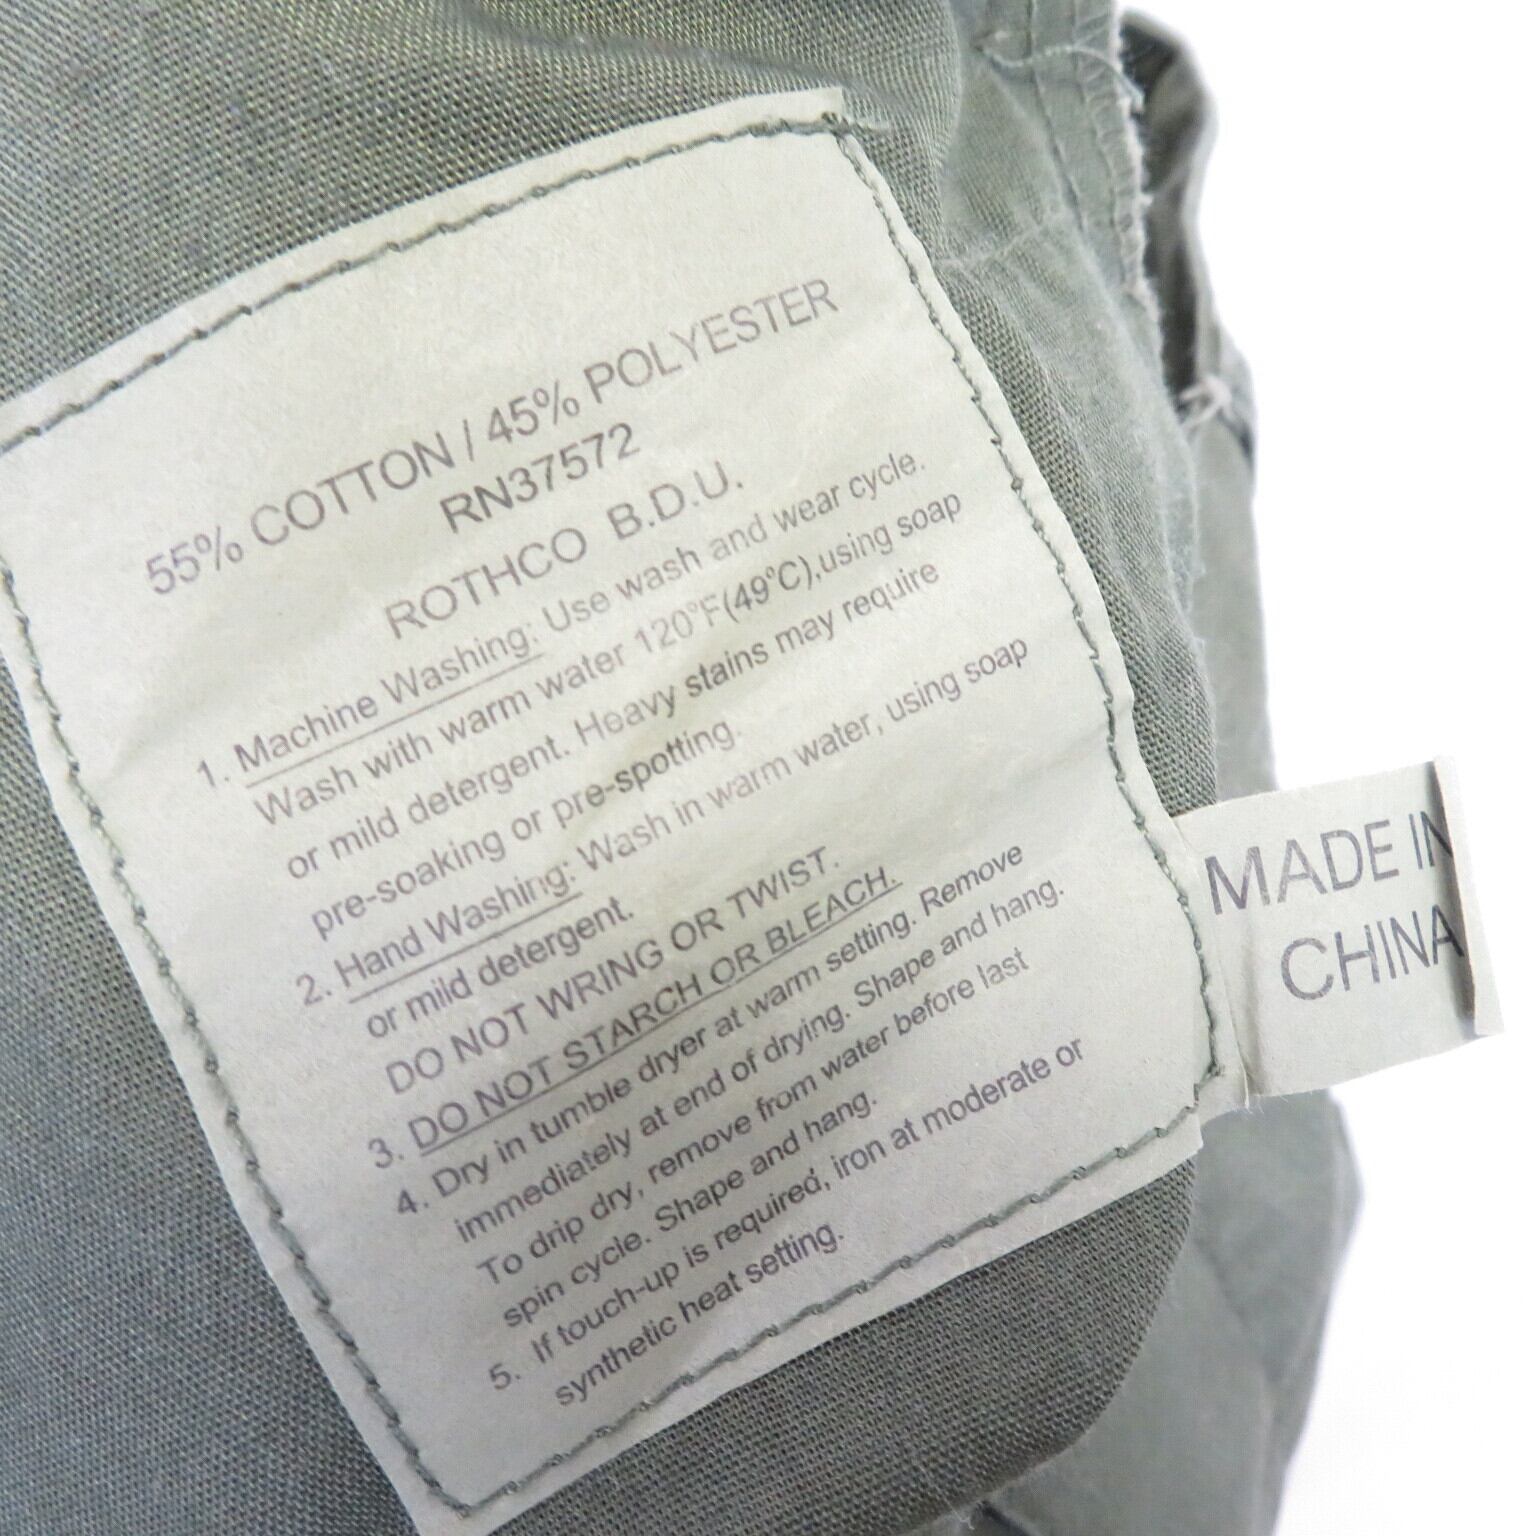 55% COTTON / 45% POLYESTER
RN37572
ROTHCO B.D.U.
1. Machine Washing: Use wash and wear cycle.
Wash with warm water 120°F(49°C),using soap
or mild detergent. Heavy stains may require
pre-soaking or pre-spotting.
2. Hand Washing: Wash in warm water, using soap
or mild detergent.
DO NOT WRING OR TWIST.
3. DO NOT STARCH OR BLEACH.
4. Dry in tumble dryer at warm setting. Remove
immediately at end of drying. Shape and hang.
To drip dry, remove from water before last
spin cycle. Shape and hang.
5. If touch-up is required, iron at moderate or
synthetic heat setting.
MADE IN
CHINA